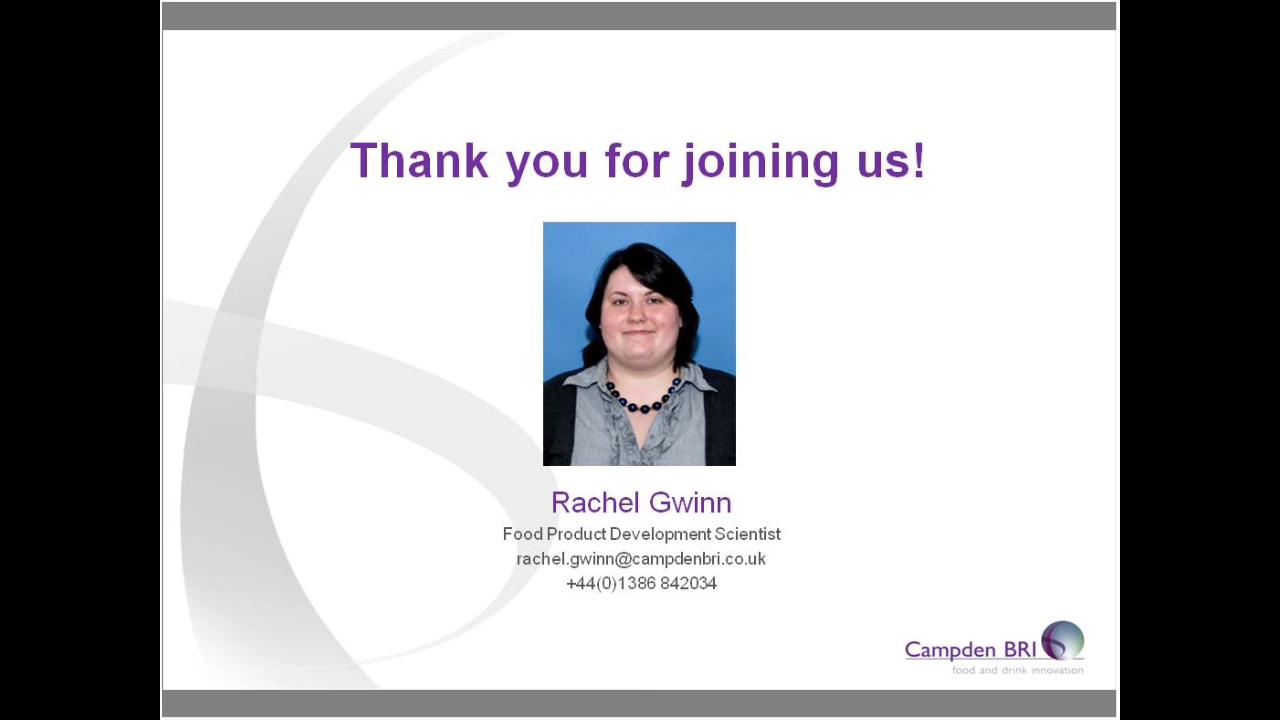 Thank you for joining us!
Rachel Gwinn
Food Product Development Scientist
rachel.gwinn@campdenbri.co.uk
+44(0)1386 842034
Campden BRI
food and drink innovation